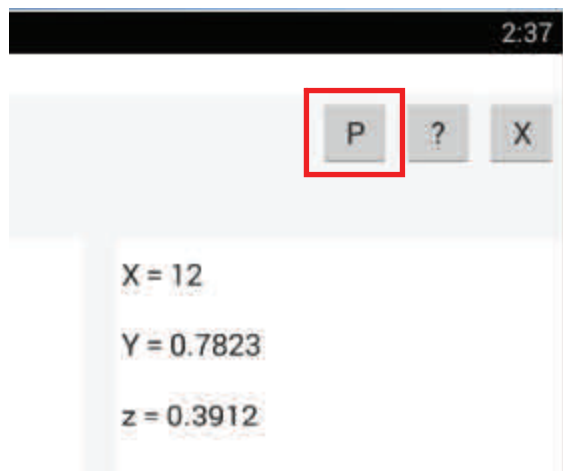 2:37
P ? X
X = 12
Y = 0.7823
z = 0.3912